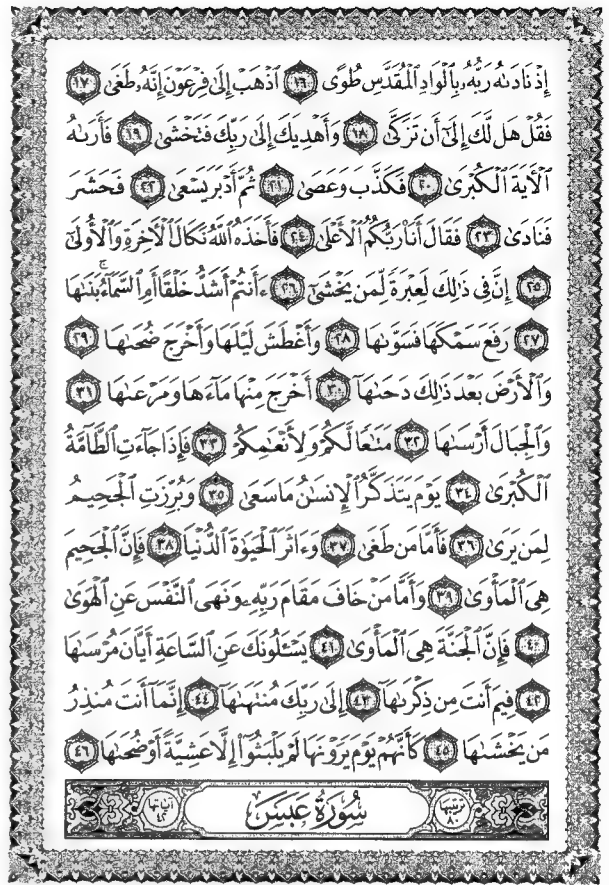 إِذْ نَادَىٰهُ رَبُّهُۥ بِٱلْوَادِ ٱلْمُقَدَّسِ طُوًى ١٦ ٱذْهَبْ إِلَىٰ فِرْعَوْنَ إِنَّهُۥ طَغَىٰ ١٧
فَقُلْ هَل لَّكَ إِلَىٰٓ أَن تَزَكَّىٰ ١٨ وَأَهْدِيَكَ إِلَىٰ رَبِّكَ فَتَخْشَىٰ ١٩ فَأَرَىٰهُ
ٱلْءَايَةَ ٱلْكُبْرَىٰ ٢٠ فَكَذَّبَ وَعَصَىٰ ٢١ ثُمَّ أَدْبَرَ يَسْعَىٰ ٢٢ فَحَشَرَ
فَنَادَىٰ ٢٣ فَقَالَ أَنَا۠ رَبُّكُمُ ٱلْأَعْلَىٰ ٢٤ فَأَخَذَهُ ٱللَّهُ نَكَالَ ٱلْءَاخِرَةِ وَٱلْأُولَىٰٓ
٢٥ إِنَّ فِى ذَٰلِكَ لَعِبْرَةً لِّمَن يَخْشَىٰٓ ٢٦ ءَأَنتُمْ أَشَدُّ خَلْقًا أَمِ ٱلسَّمَآءُ ۚ بَنَىٰهَا
٢٧ رَفَعَ سَمْكَهَا فَسَوَّىٰهَا ٢٨ وَأَغْطَشَ لَيْلَهَا وَأَخْرَجَ ضُحَىٰهَا ٢٩
وَٱلْأَرْضَ بَعْدَ ذَٰلِكَ دَحَىٰهَآ ٣٠ أَخْرَجَ مِنْهَا مَآءَهَا وَمَرْعَىٰهَا ٣١
وَٱلْجِبَالَ أَرْسَىٰهَا ٣٢ مَتَٰعًا لَّكُمْ وَلِأَنْعَٰمِكُمْ ٣٣ فَإِذَا جَآءَتِ ٱلطَّآمَّةُ
ٱلْكُبْرَىٰ ٣٤ يَوْمَ يَتَذَكَّرُ ٱلْإِنسَٰنُ مَا سَعَىٰ ٣٥ وَبُرِّزَتِ ٱلْجَحِيمُ
لِمَن يَرَىٰ ٣٦ فَأَمَّا مَن طَغَىٰ ٣٧ وَءَاثَرَ ٱلْحَيَوٰةَ ٱلدُّنْيَا ٣٨ فَإِنَّ ٱلْجَحِيمَ
هِىَ ٱلْمَأْوَىٰ ٣٩ وَأَمَّا مَنْ خَافَ مَقَامَ رَبِّهِۦ وَنَهَى ٱلنَّفْسَ عَنِ ٱلْهَوَىٰ
٤٠ فَإِنَّ ٱلْجَنَّةَ هِىَ ٱلْمَأْوَىٰ ٤١ يَسْـَٔلُونَكَ عَنِ ٱلسَّاعَةِ أَيَّانَ مُرْسَىٰهَا
٤٢ فِيمَ أَنتَ مِن ذِكْرَىٰهَآ ٤٣ إِلَىٰ رَبِّكَ مُنتَهَىٰهَآ ٤٤ إِنَّمَآ أَنتَ مُنذِرُ
مَن يَخْشَىٰهَا ٤٥ كَأَنَّهُمْ يَوْمَ يَرَوْنَهَا لَمْ يَلْبَثُوٓا۟ إِلَّا عَشِيَّةً أَوْ ضُحَىٰهَا ٤٦
ترتيبها ٨٠ سُورَةُ عَبَسَ آياتها ٤٢